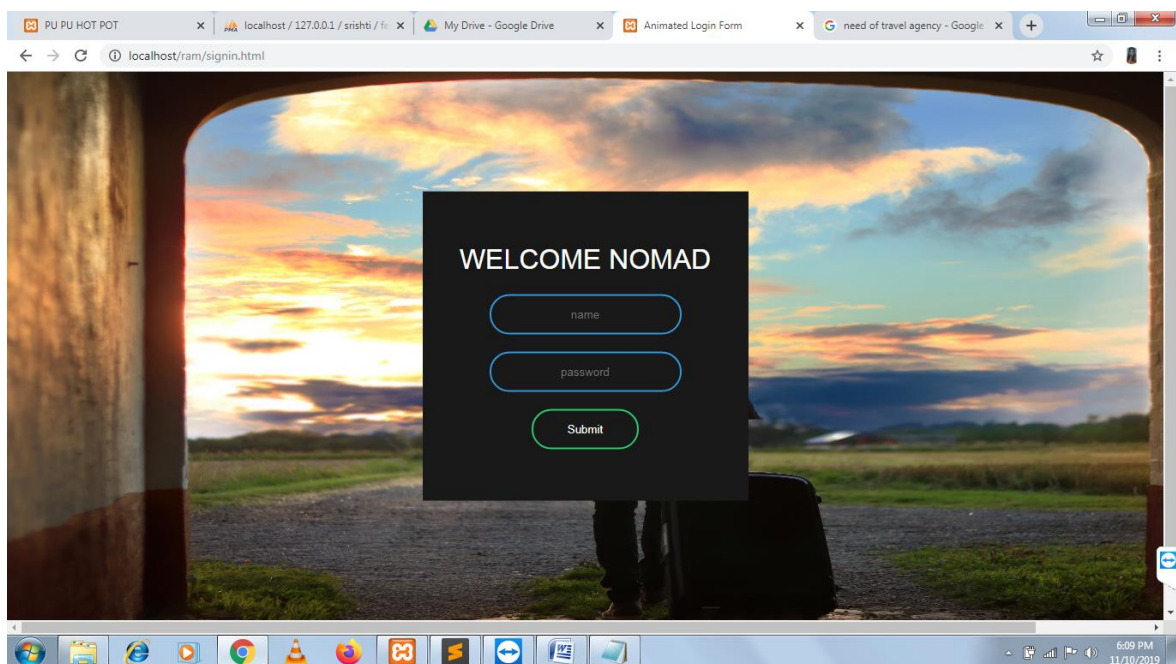 PU PU HOT POT
localhost / 127.0.0.1 / srishti / fe
My Drive - Google Drive
Animated Login Form
need of travel agency - Google
localhost/ram/signin.html
WELCOME NOMAD
name
password
Submit
6:09 PM
11/10/2019